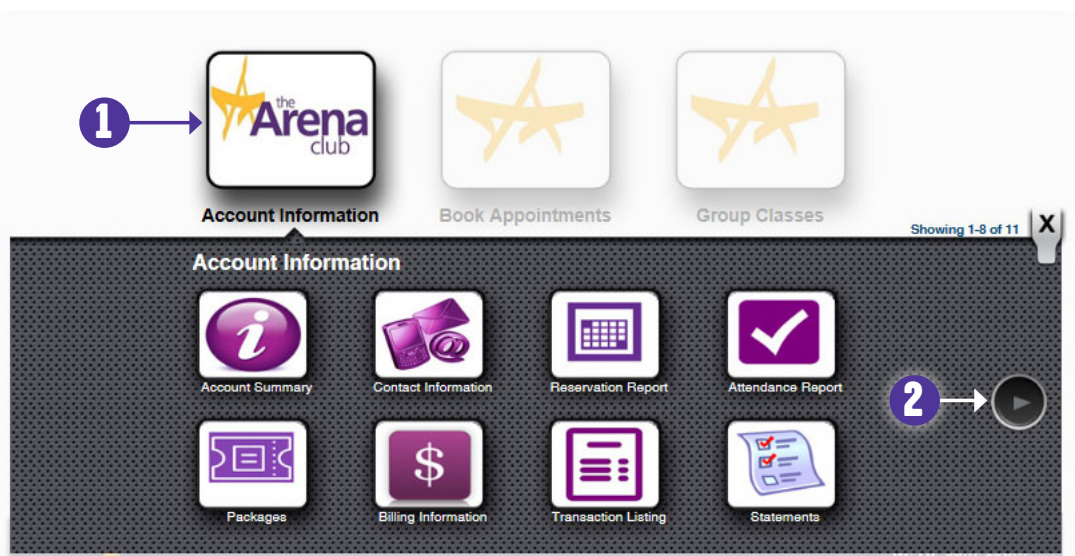 1
the
Arena
club
Account Information
Book Appointments
Group Classes
Showing 1-8 of 11
X
Account Information
Account Summary
Contact Information
Reservation Report
Attendance Report
2
Packages
Billing Information
Transaction Listing
Statements